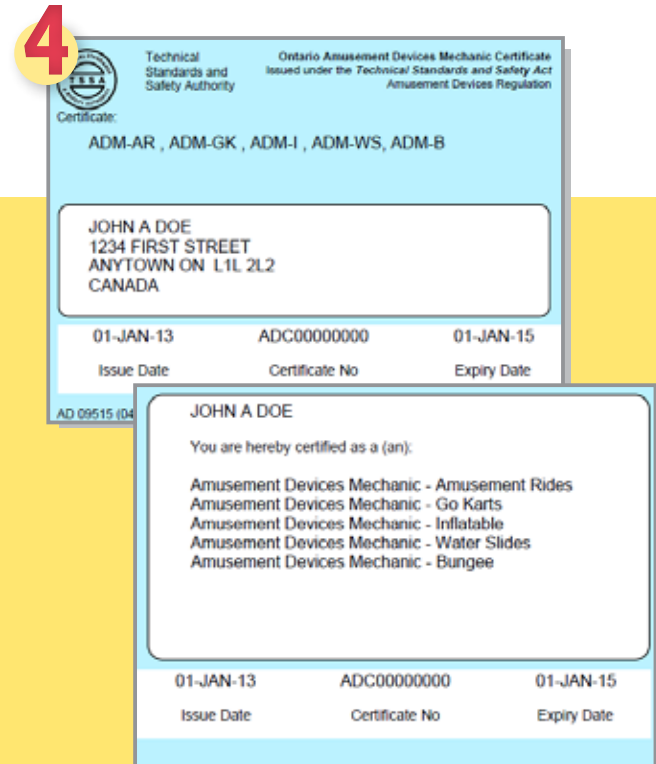 4
TSSA
Technical
Standards and
Safety Authority
Ontario Amusement Devices Mechanic Certificate
Issued under the Technical Standards and Safety Act
Amusement Devices Regulation
Certificate:
ADM-AR , ADM-GK , ADM-I , ADM-WS, ADM-B
JOHN A DOE
1234 FIRST STREET
ANYTOWN ON L1L 2L2
CANADA
01-JAN-13 ADC00000000 01-JAN-15
Issue Date Certificate No Expiry Date
AD 09515 (04
JOHN A DOE
You are hereby certified as a (an):
Amusement Devices Mechanic - Amusement Rides
Amusement Devices Mechanic - Go Karts
Amusement Devices Mechanic - Inflatable
Amusement Devices Mechanic - Water Slides
Amusement Devices Mechanic - Bungee
01-JAN-13 ADC00000000 01-JAN-15
Issue Date Certificate No Expiry Date